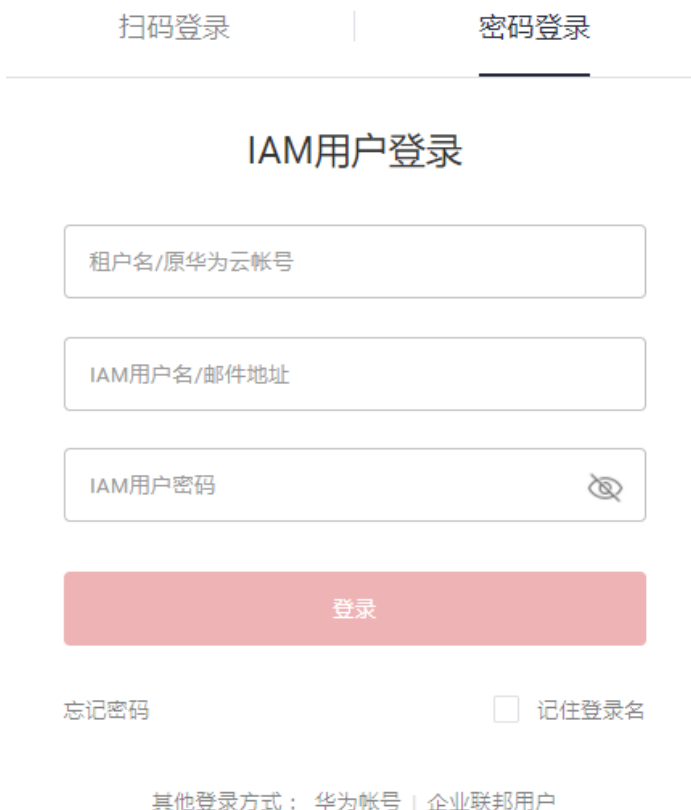 扫码登录 密码登录
IAM用户登录
租户名/原华为云帐号
IAM用户名/邮件地址
IAM用户密码
登录
忘记密码 记住登录名
其他登录方式： 华为帐号 | 企业联邦用户